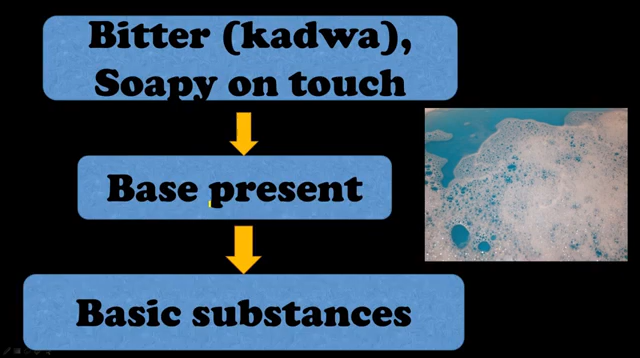 Bitter (kadwa),
Soapy on touch
Base present
Basic substances